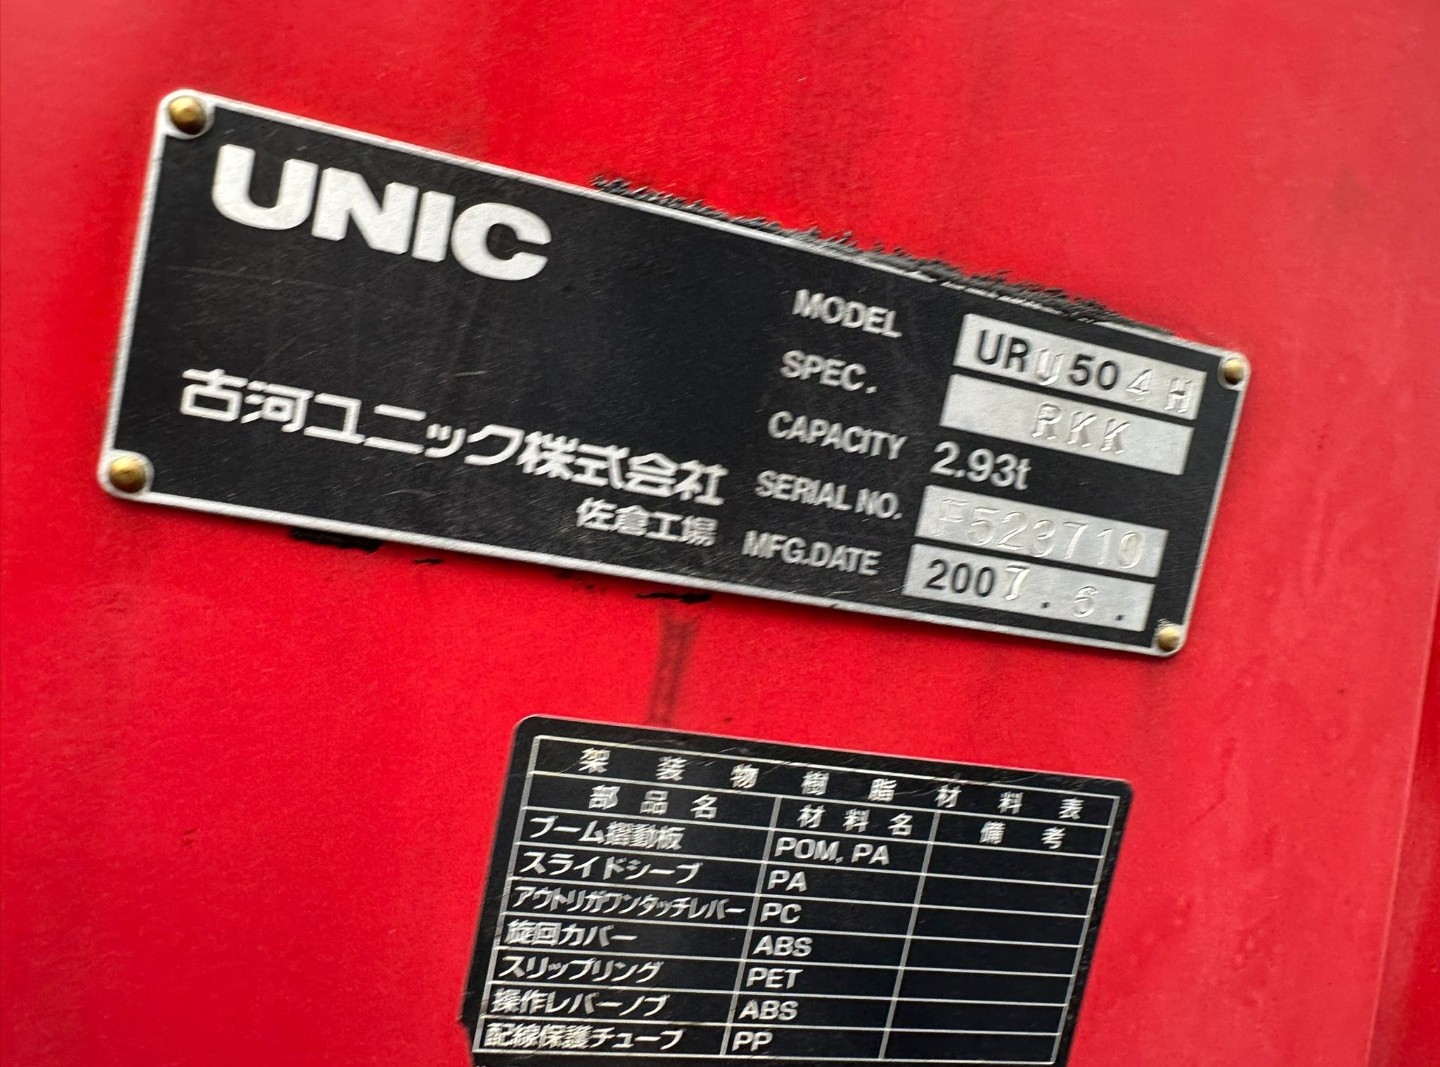 UNIC
MODEL URU504H
SPEC. RKK
CAPACITY 2.93t
古河ユニック株式会社
SERIAL NO. F523710
佐倉工場
MFG.DATE 2007.6.
架装物樹脂材料表
部品名 材料名 備考
ブーム摺動板 POM, PA
スライドシーブ PA
アウトリガワンタッチレバー PC
旋回カバー ABS
スリップリング PET
操作レバーノブ ABS
配線保護チューブ PP